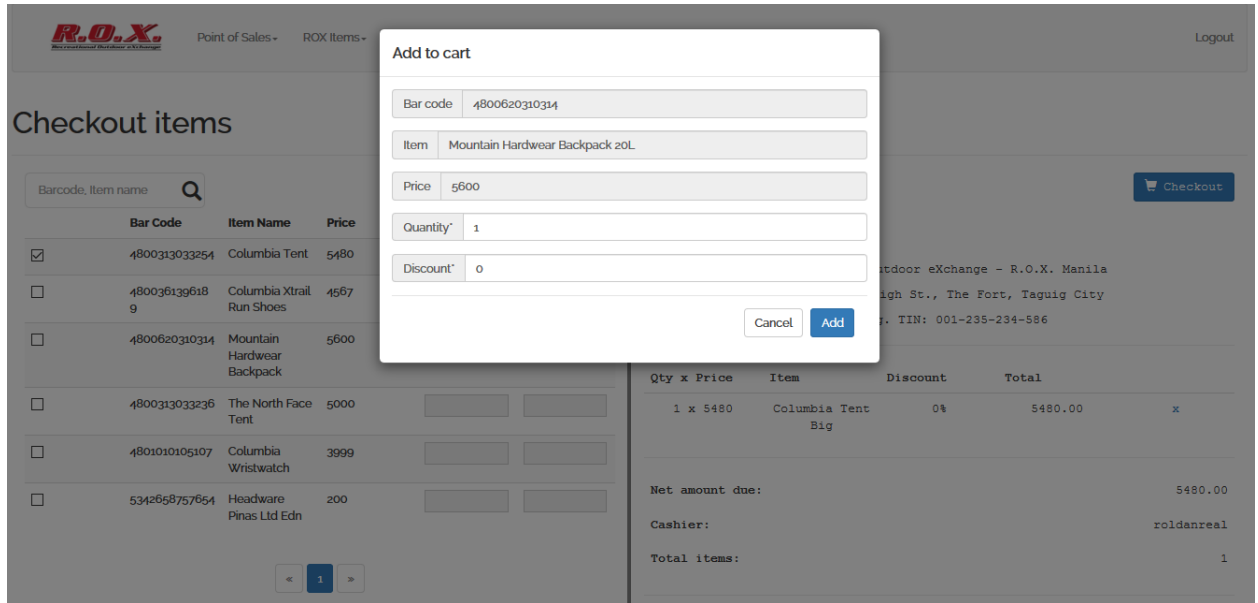 R.O.X.
Recreational Outdoor eXchange
Point of Sales
ROX Items
Logout
Add to cart
Bar code 4800620310314
Item Mountain Hardwear Backpack 20L
Price 5600
Quantity* 1
Discount* 0
Cancel Add
Checkout items
Barcode, Item name
Bar Code Item Name Price
4800313033254 Columbia Tent 5480
480036139618 Columbia Xtrail 4567
9 Run Shoes
4800620310314 Mountain 5600
Hardwear
Backpack
4800313033236 The North Face 5000
Tent
4801010105107 Columbia 3999
Wristwatch
5342658757654 Headware 200
Pinas Ltd Edn
« 1 »
Checkout
tdoor eXchange - R.O.X. Manila
igh St., The Fort, Taguig City
. TIN: 001-235-234-586
Qty x Price Item Discount Total
1 x 5480 Columbia Tent 0% 5480.00 x
Big
Net amount due: 5480.00
Cashier: roldanreal
Total items: 1